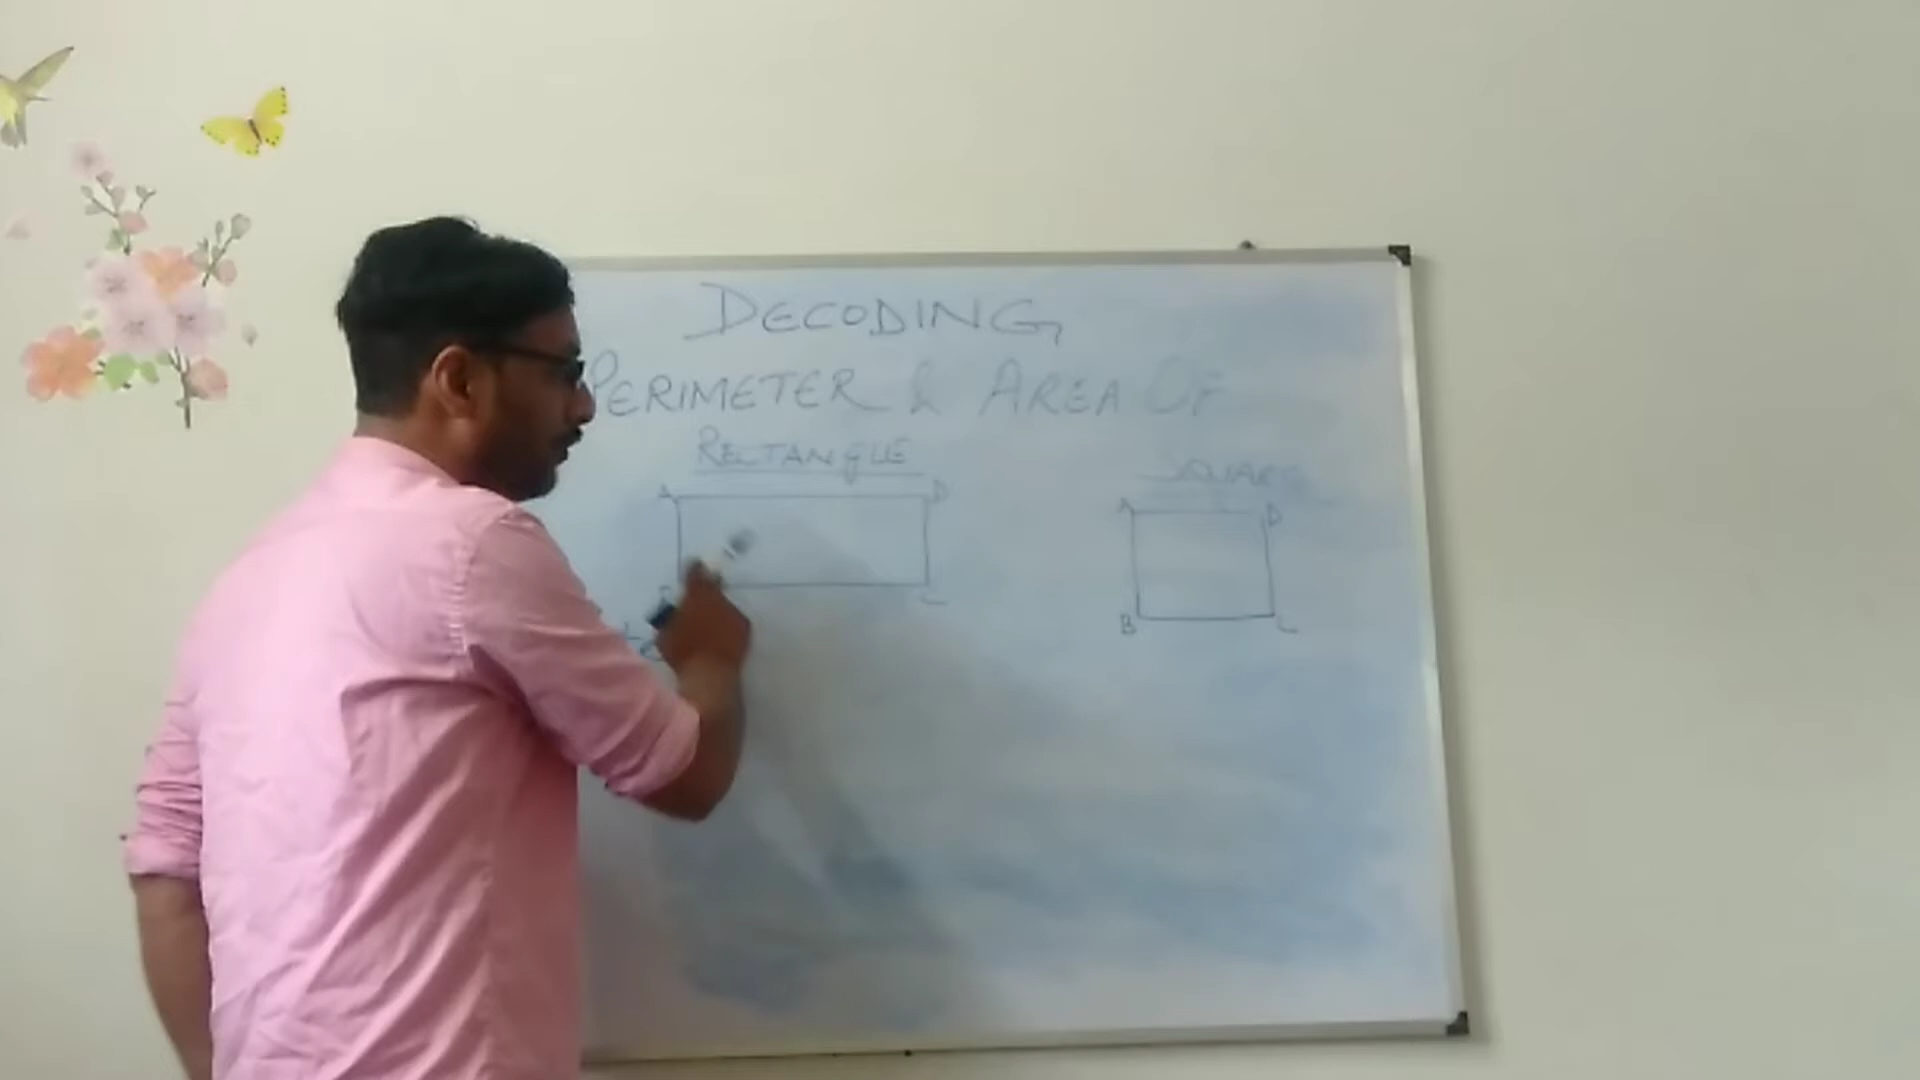 DECODING
PERIMETER & AREA OF
RECTANGLE SQUARE
A D A D
B C B C